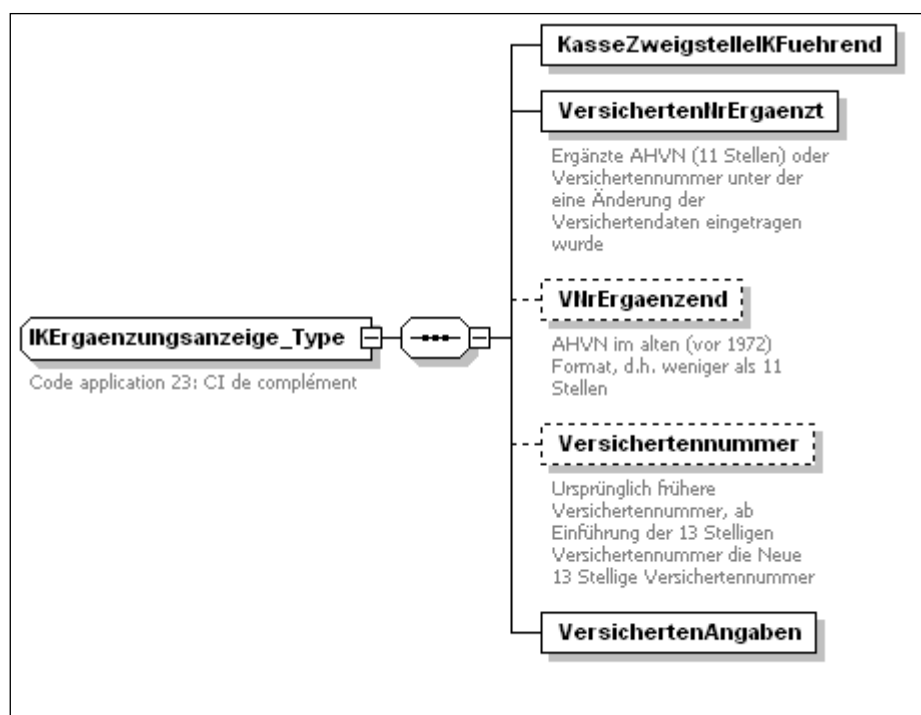 KasseZweigstelleIKFuehrend
VersichertenNrErgaenzt
Ergänzte AHVN (11 Stellen) oder
Versichertennummer unter der
eine Änderung der
Versichertendaten eingetragen
wurde
VNrErgaenzend
AHVN im alten (vor 1972)
Format, d.h. weniger als 11
Stellen
IKErgaenzungsanzeige_Type
Code application 23: CI de complément
Versichertennummer
Ursprünglich frühere
Versichertennummer, ab
Einführung der 13 Stelligen
Versichertennummer die Neue
13 Stellige Versichertennummer
VersichertenAngaben